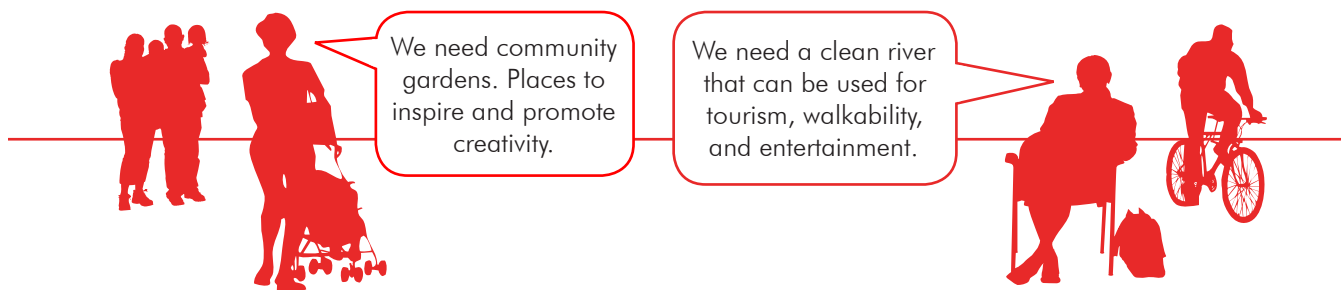 We need community
gardens. Places to
inspire and promote
creativity.
We need a clean river
that can be used for
tourism, walkability,
and entertainment.